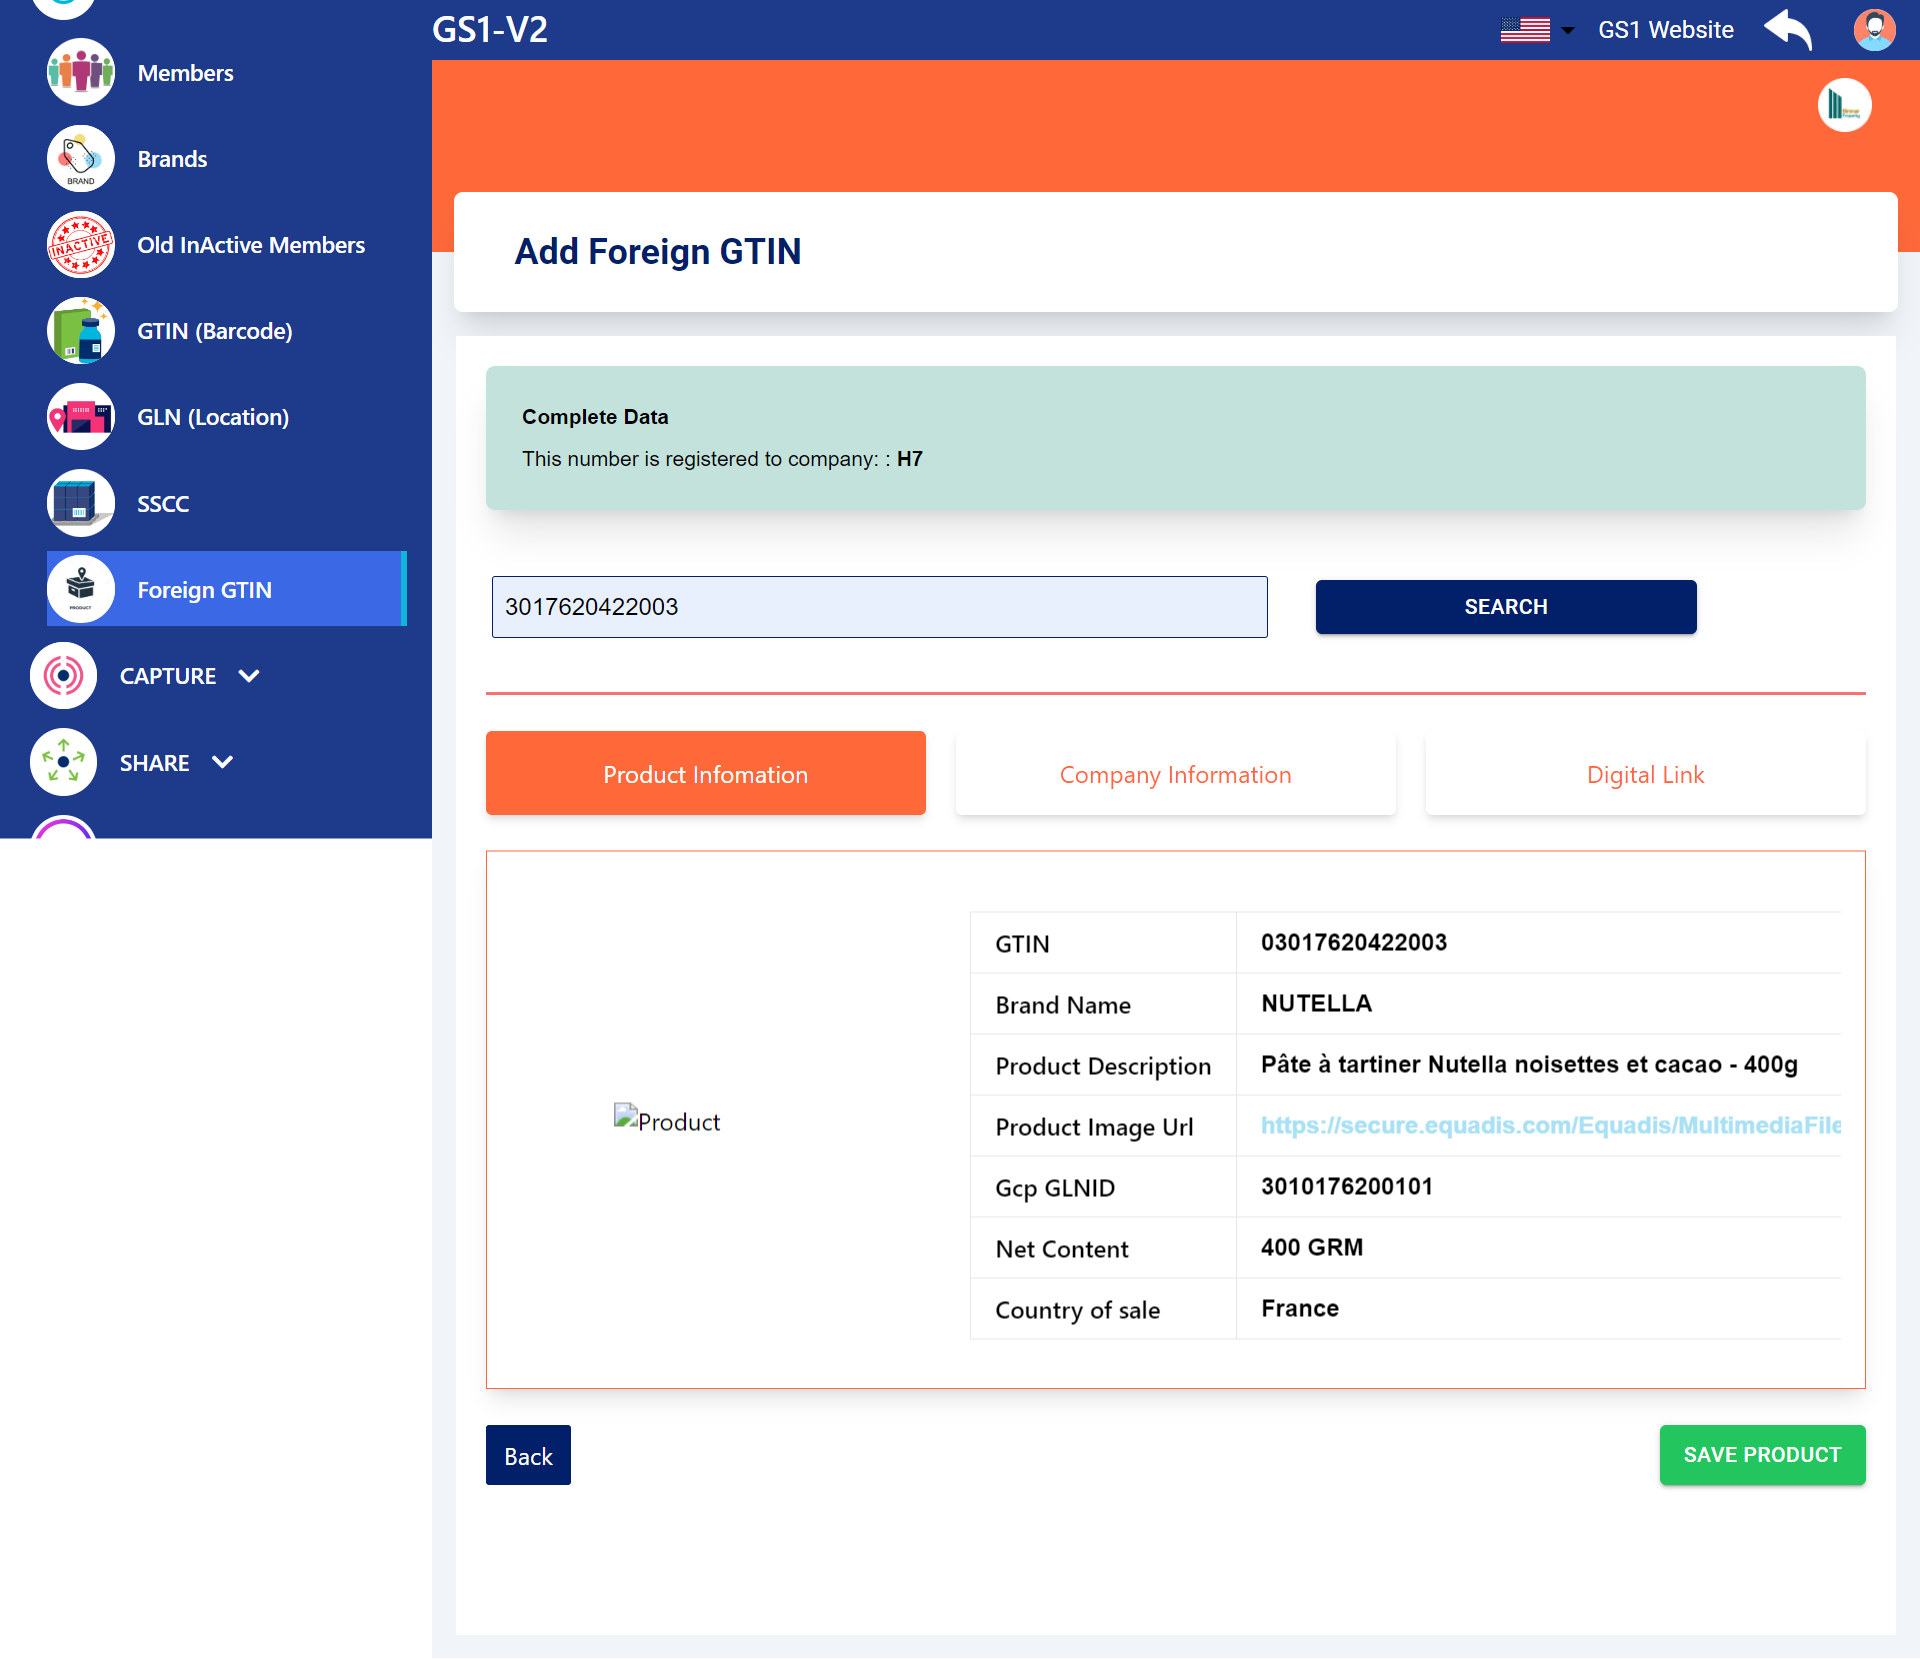 GS1-V2
GS1 Website
Members
BRAND
Brands
INACTIVE
Old InActive Members
GTIN (Barcode)
GLN (Location)
SSCC
PRODUCT
Foreign GTIN
CAPTURE
SHARE
Add Foreign GTIN
Complete Data
This number is registered to company: : H7
3017620422003
SEARCH
Product Infomation
Company Information
Digital Link
Product
GTIN
03017620422003
Brand Name
NUTELLA
Product Description
Pâte à tartiner Nutella noisettes et cacao - 400g
Product Image Url
https://secure.equadis.com/Equadis/MultimediaFile
Gcp GLNID
3010176200101
Net Content
400 GRM
Country of sale
France
Back
SAVE PRODUCT